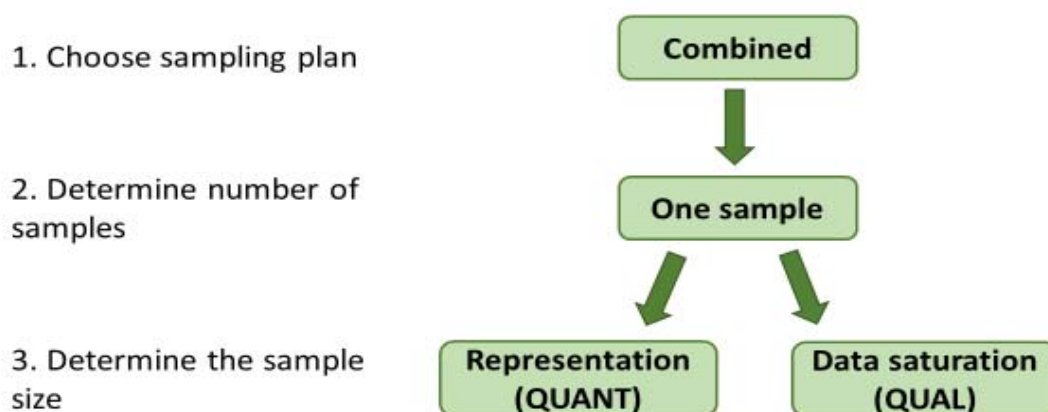 1. Choose sampling plan
Combined
2. Determine number of
samples
One sample
3. Determine the sample
size
Representation
(QUANT)
Data saturation
(QUAL)